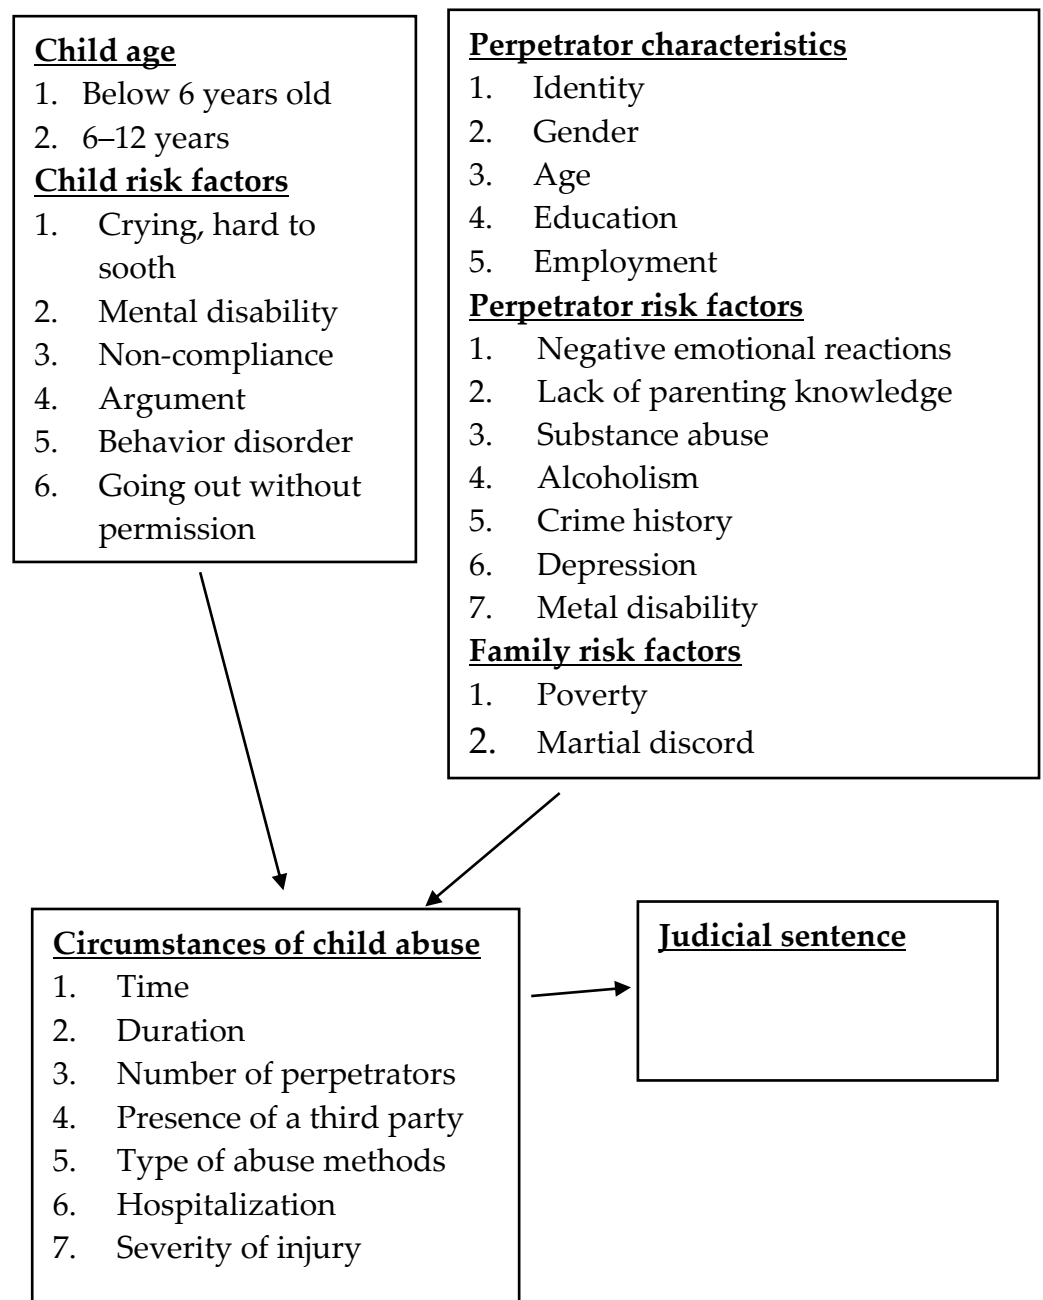 Child age
1. Below 6 years old
2. 6–12 years
Child risk factors
1. Crying, hard to
sooth
2. Mental disability
3. Non-compliance
4. Argument
5. Behavior disorder
6. Going out without
permission
Perpetrator characteristics
1. Identity
2. Gender
3. Age
4. Education
5. Employment
Perpetrator risk factors
1. Negative emotional reactions
2. Lack of parenting knowledge
3. Substance abuse
4. Alcoholism
5. Crime history
6. Depression
7. Metal disability
Family risk factors
1. Poverty
2. Martial discord
Circumstances of child abuse
1. Time
2. Duration
3. Number of perpetrators
4. Presence of a third party
5. Type of abuse methods
6. Hospitalization
7. Severity of injury
Judicial sentence